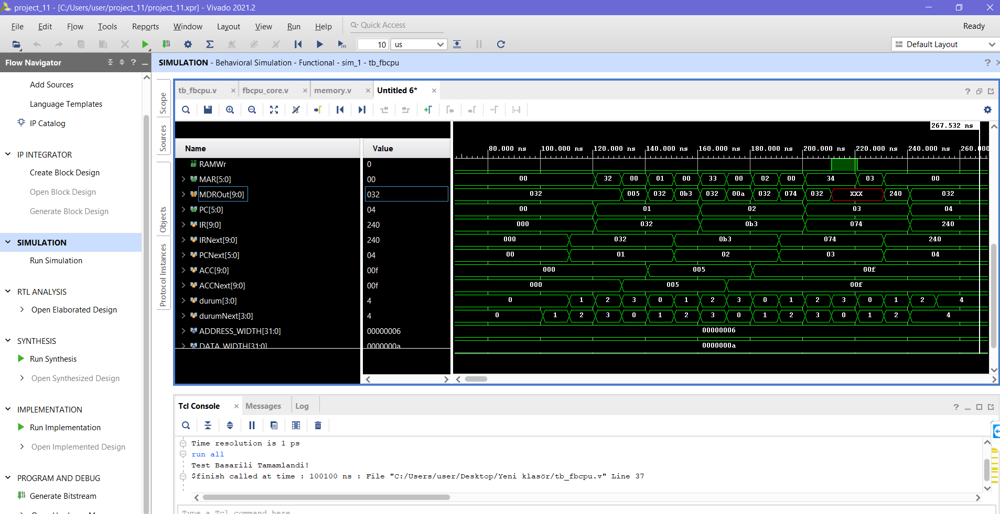 project_11 - [C:/Users/user/project_11/project_11.xpr] - Vivado 2021.2
File Edit Flow Tools Reports Window Layout View Run Help Quick Access Ready
10 us Default Layout
Flow Navigator
SIMULATION - Behavioral Simulation - Functional - sim_1 - tb_fbcpu
Add Sources
Language Templates
IP Catalog
IP INTEGRATOR
Create Block Design
Open Block Design
Generate Block Design
SIMULATION
Run Simulation
RTL ANALYSIS
Open Elaborated Design
SYNTHESIS
Run Synthesis
Open Synthesized Design
IMPLEMENTATION
Run Implementation
Open Implemented Design
PROGRAM AND DEBUG
Generate Bitstream
Scope
Sources
Objects
Protocol Instances
tb_fbcpu.v fbcpu_core.v memory.v Untitled 6*
267.532 ns
Name Value
80.000 ns 100.000 ns 120.000 ns 140.000 ns 160.000 ns 180.000 ns 200.000 ns 220.000 ns 240.000 ns 260.000
RAMWr 0
MAR[5:0] 00 00 32 00 01 00 33 00 02 00 34 03 00
MDROut[9:0] 032 032 005 032 0b3 032 00a 032 074 032 XXX 240 032
PC[5:0] 04 00 01 02 03 04
IR[9:0] 240 000 032 0b3 074 240
IRNext[9:0] 240 000 032 0b3 074 240
PCNext[5:0] 04 00 01 02 03 04
ACC[9:0] 00f 000 005 00f
ACCNext[9:0] 00f 000 005 00f
durum[3:0] 4 0 1 2 3 0 1 2 3 0 1 2 3 0 1 2 4
durumNext[3:0] 4 0 1 2 3 0 1 2 3 0 1 2 3 0 1 2 4
ADDRESS_WIDTH[31:0] 00000006 00000006
DATA_WIDTH[31:0] 0000000a 0000000a
Tcl Console Messages Log
Time resolution is 1 ps
run all
Test Basarili Tamamlandi!
$finish called at time : 100100 ns : File "C:/Users/user/Desktop/Yeni klasör/tb_fbcpu.v" Line 37
Type a Tcl command here